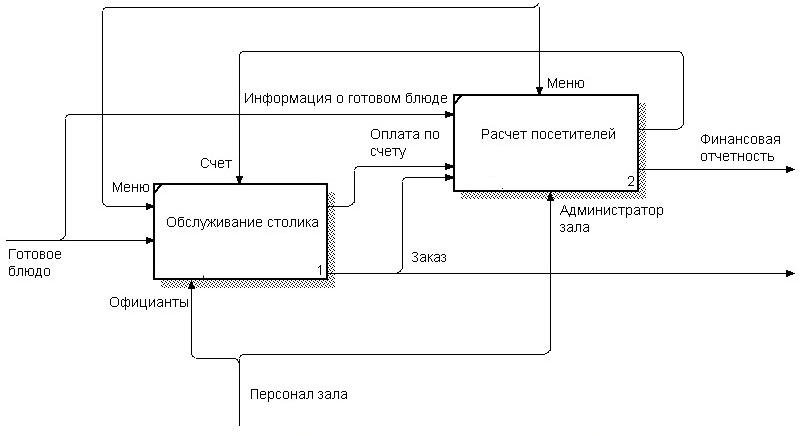 Меню
Информация о готовом блюде
Расчет посетителей
Оплата по
счету
Финансовая
отчетность
Счет
2
Меню
Администратор
зала
Обслуживание столика
Готовое
блюдо
1
Заказ
Официанты
Персонал зала